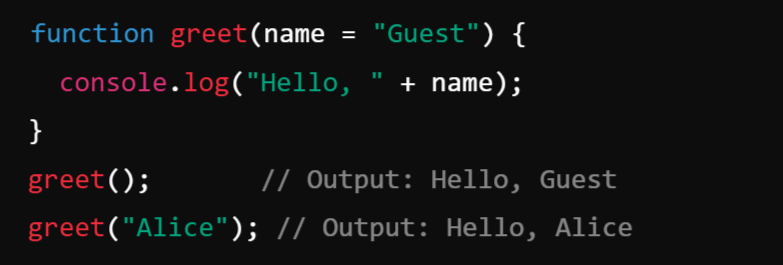 function greet(name = "Guest") {
  console.log("Hello, " + name);
}
greet();       // Output: Hello, Guest
greet("Alice"); // Output: Hello, Alice